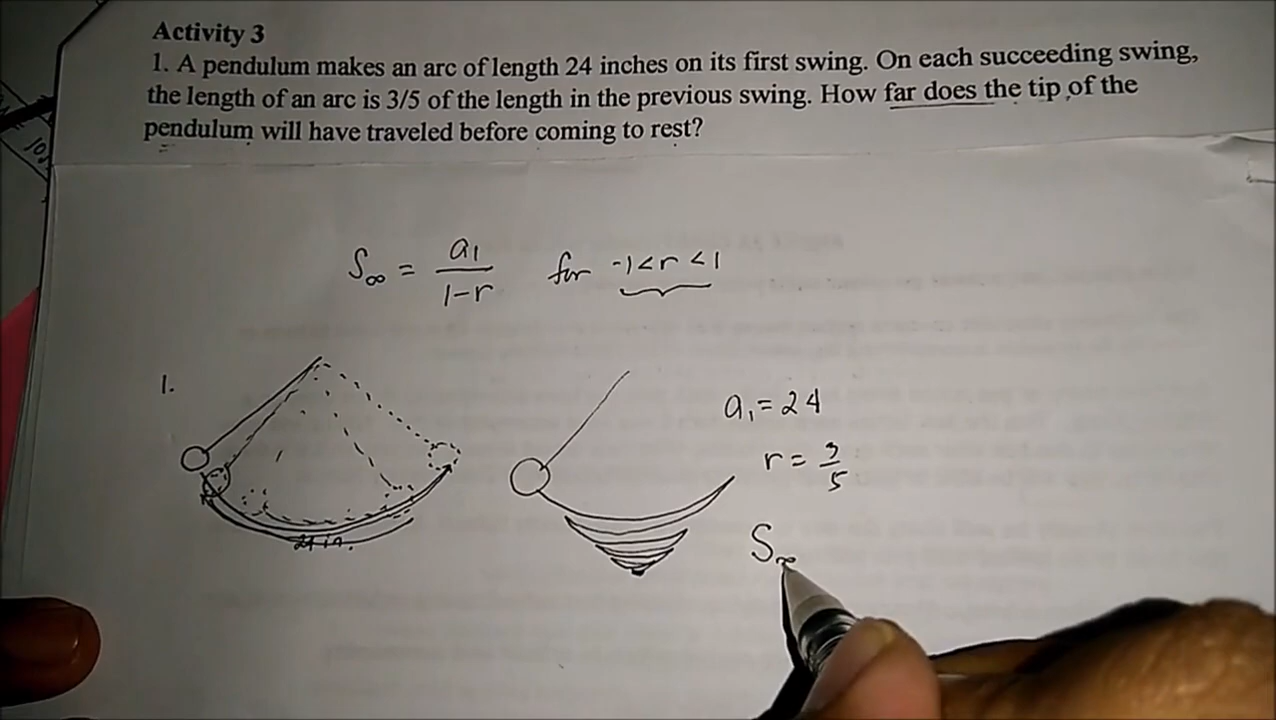 Activity 3
1. A pendulum makes an arc of length 24 inches on its first swing. On each succeeding swing,
the length of an arc is 3/5 of the length in the previous swing. How far does the tip of the
pendulum will have traveled before coming to rest?
S∞ = a1/(1-r) for -1<r<1
1.
a1 = 24
r = 3/5
24 in.
S∞